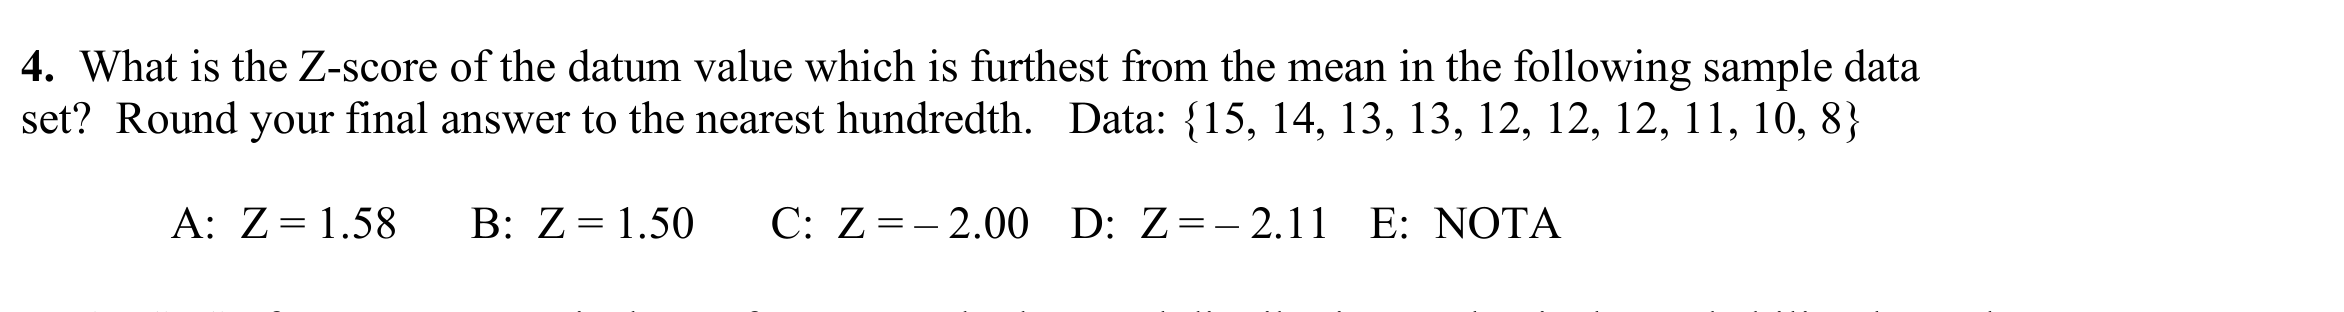 4. What is the Z-score of the datum value which is furthest from the mean in the following sample data
set? Round your final answer to the nearest hundredth. Data: {15, 14, 13, 13, 12, 12, 12, 11, 10, 8}
A: Z = 1.58 B: Z = 1.50 C: Z = – 2.00 D: Z = – 2.11 E: NOTA